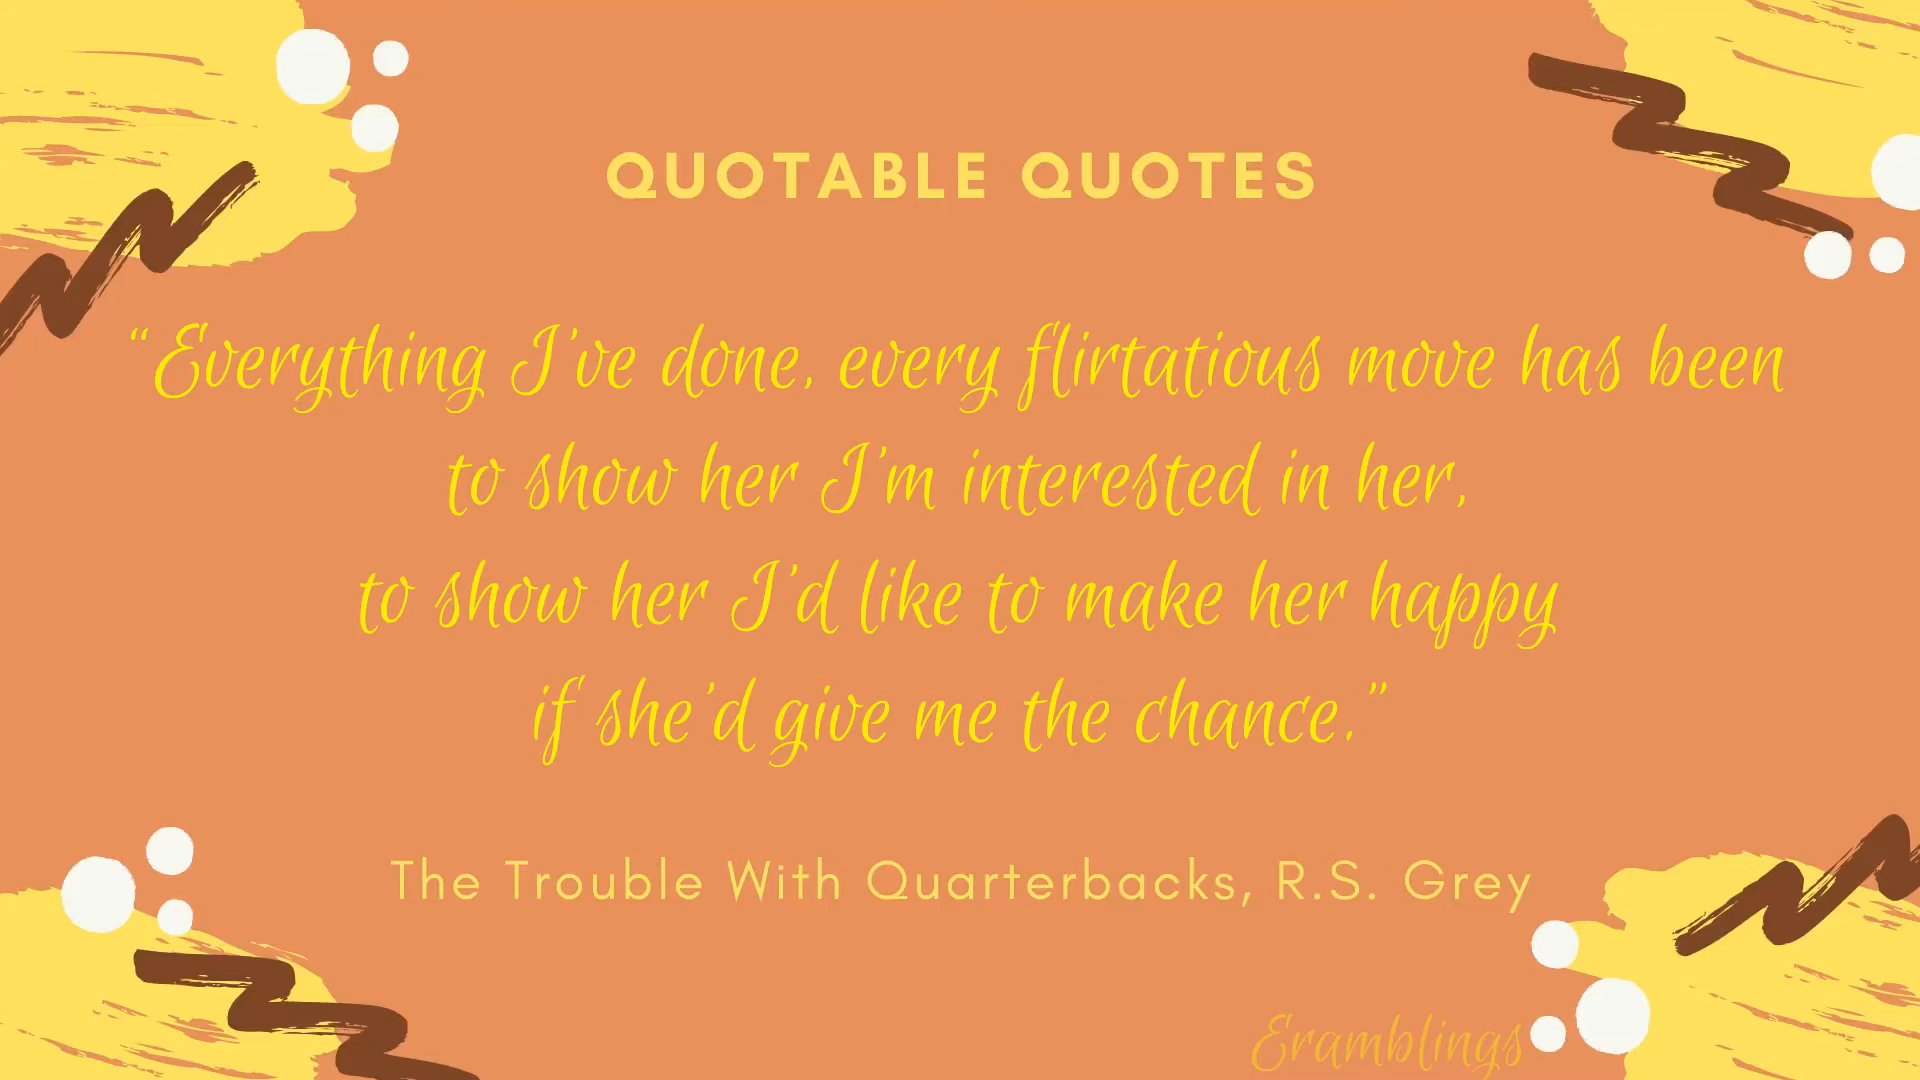 QUOTABLE QUOTES
“Everything I’ve done, every flirtatious move has been
to show her I’m interested in her,
to show her I’d like to make her happy
if she’d give me the chance.”
The Trouble With Quarterbacks, R.S. Grey
Eramblings